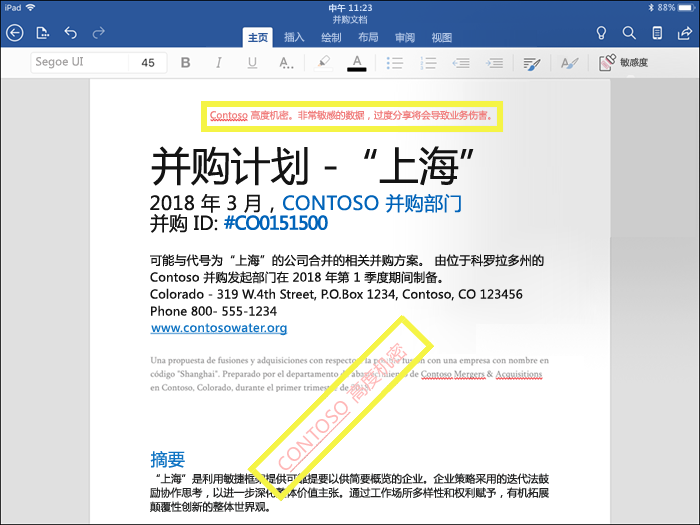 iPad 中午 11:23 88%
并购文档
主页 插入 绘制 布局 审阅 视图
Segoe UI 45 B I U A.. A 敏感度
Contoso 高度机密。非常敏感的数据，过度分享将会导致业务伤害。
并购计划 -“上海”
2018 年 3 月，CONTOSO 并购部门
并购 ID: #CO0151500
可能与代号为“上海”的公司合并的相关并购方案。 由位于科罗拉多州的
Contoso 并购发起部门在 2018 年第 1 季度期间制备。
Colorado - 319 W.4th Street, P.O.Box 1234, Contoso, CO 123456
Phone 800- 555-1234
www.contosowater.org
Una propuesta de fusiones y adquisiciones con respecto a la fusión con una empresa con nombre en
código "Shanghai". Preparado por el departamento de de Contoso Mergers & Acquisitions
en Contoso, Colorado, durante el primer trimestre de
CONTOSO 高度机密
摘要
“上海”是利用敏捷框架提供可靠提要以供简要概览的企业。企业策略采用的迭代法鼓
励协作思考，以进一步深化整体价值主张。通过工作场所多样性和权利赋予，有机拓展
颠覆性创新的整体世界观。